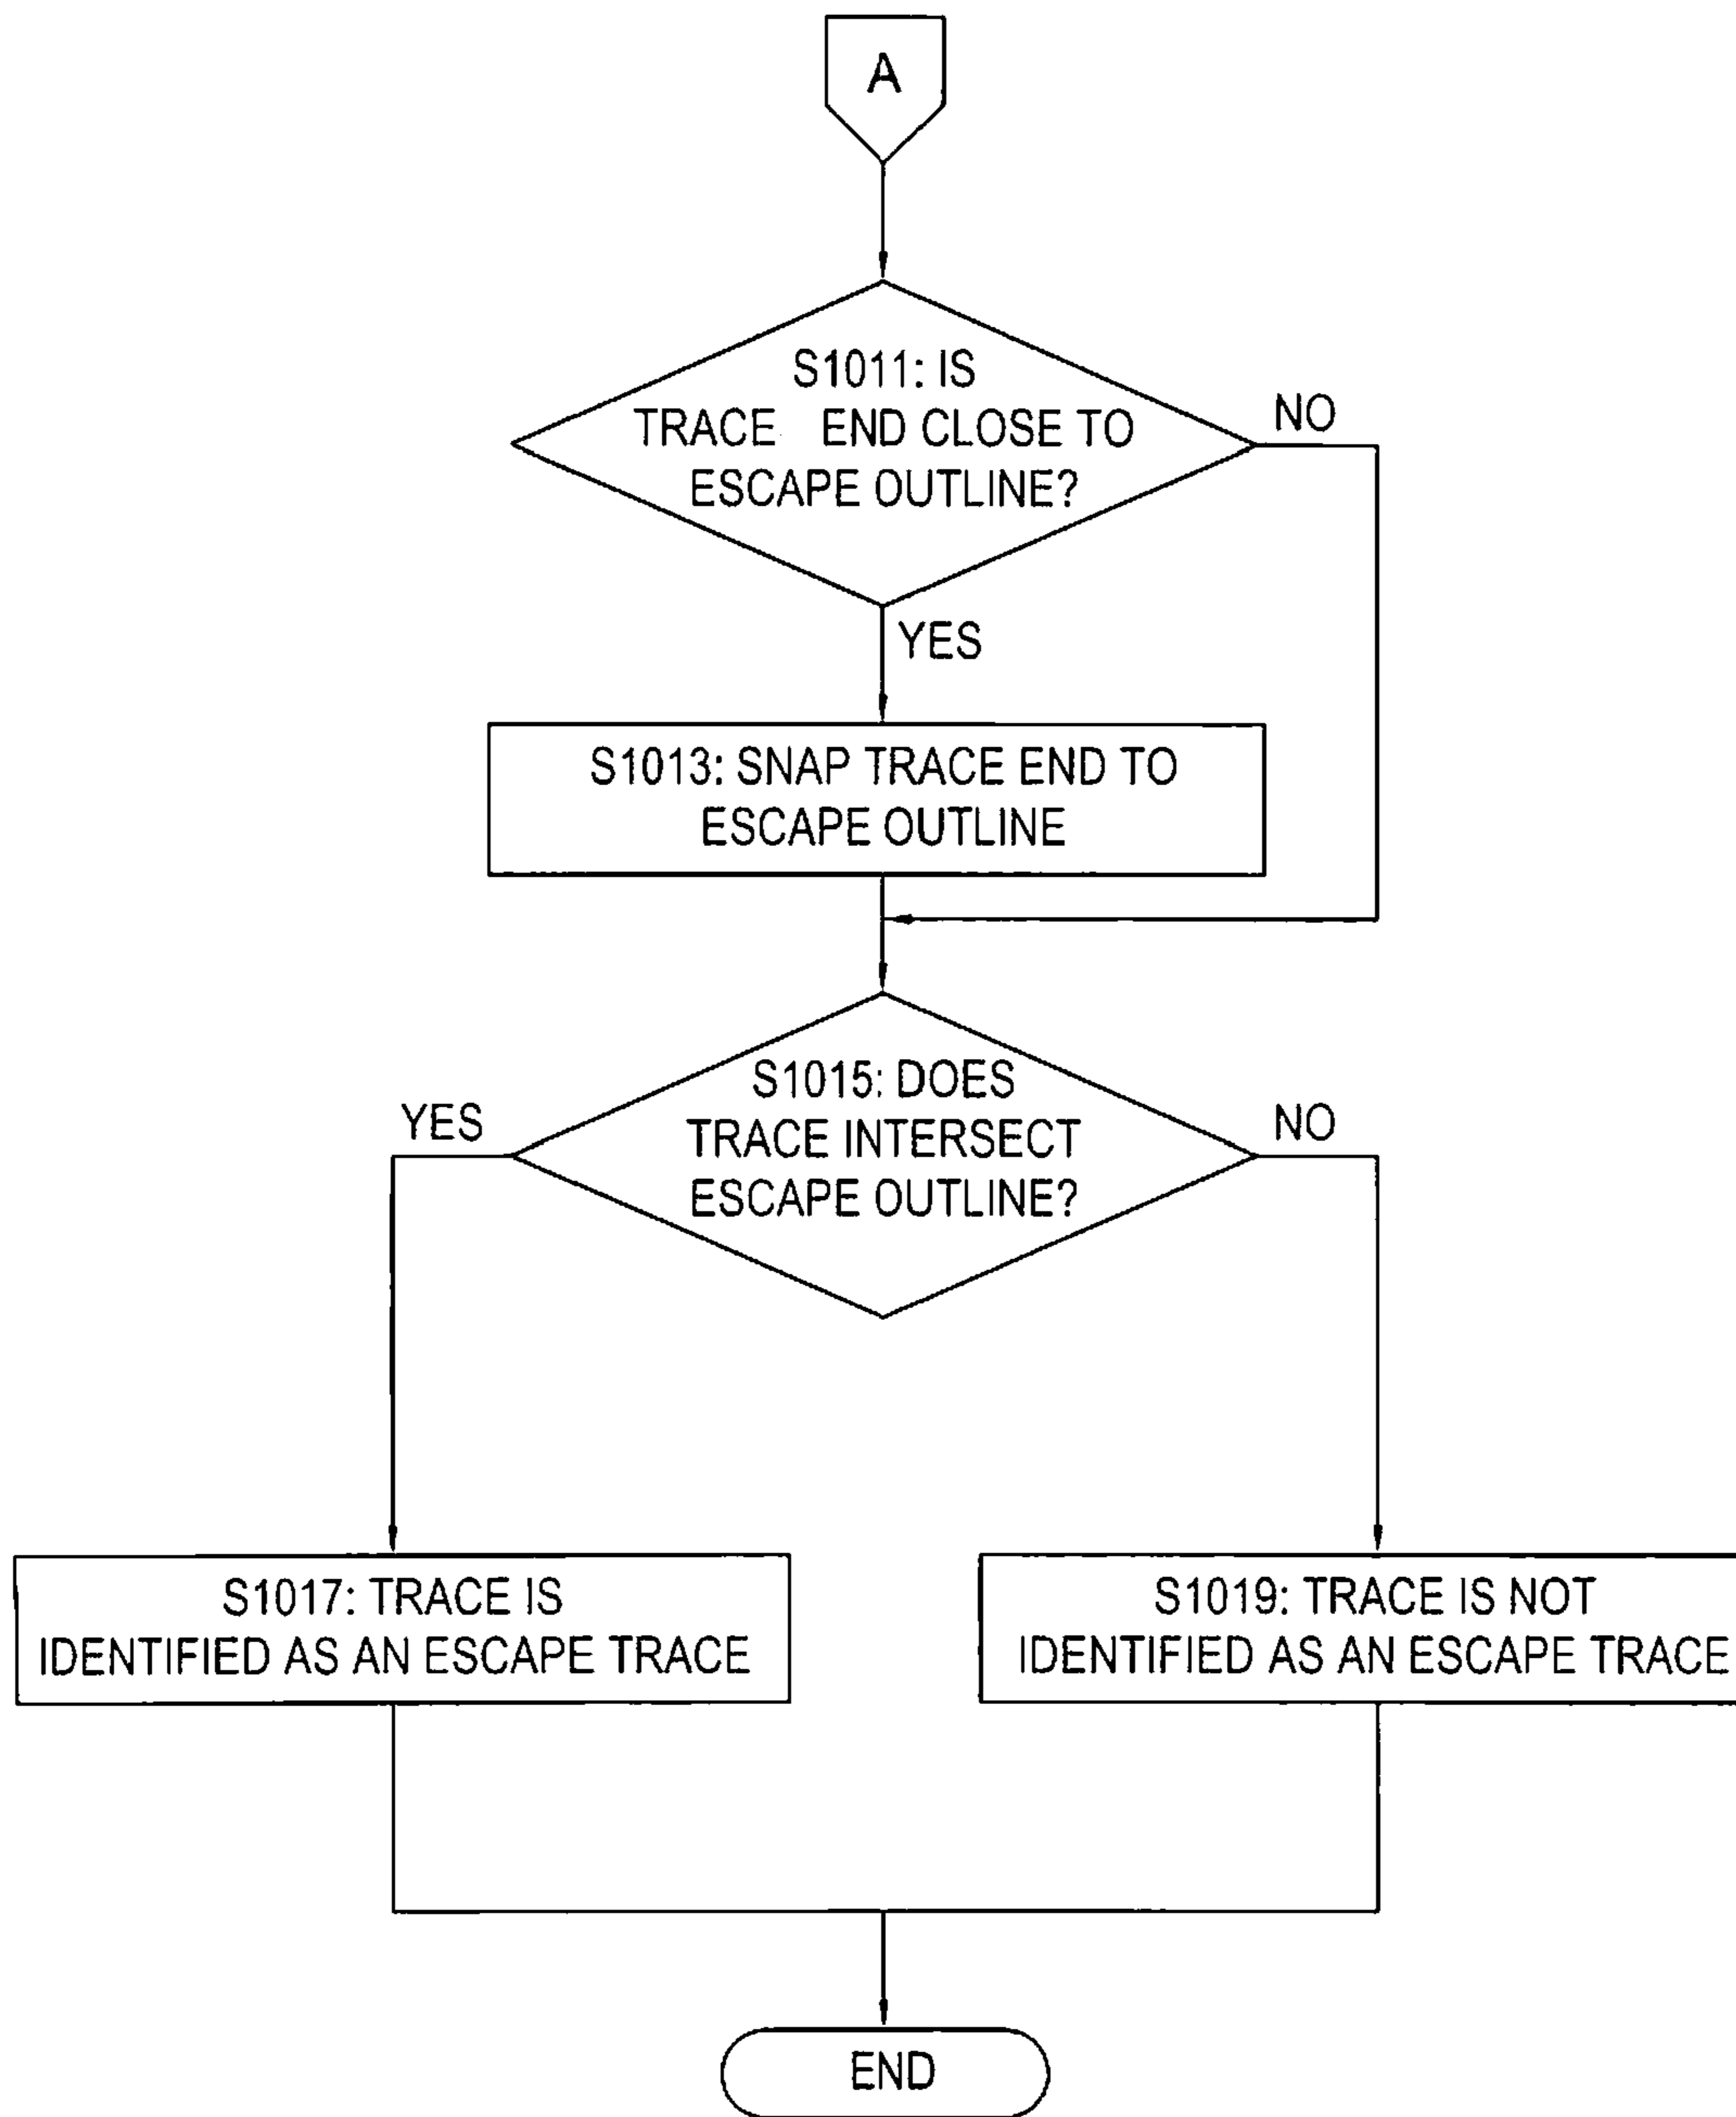 A
S1011: IS
TRACE END CLOSE TO
ESCAPE OUTLINE?
NO
YES
S1013: SNAP TRACE END TO
ESCAPE OUTLINE
S1015: DOES
TRACE INTERSECT
ESCAPE OUTLINE?
YES
NO
S1017: TRACE IS
IDENTIFIED AS AN ESCAPE TRACE
S1019: TRACE IS NOT
IDENTIFIED AS AN ESCAPE TRACE
END